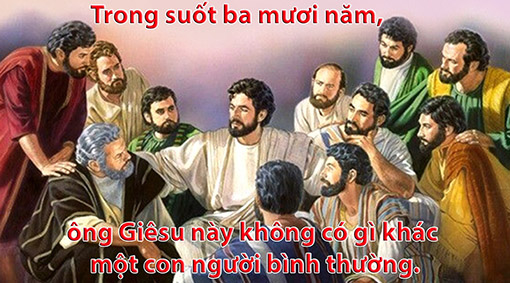 Trong suốt ba mươi năm,
ông Giêsu này không có gì khác
một con người bình thường.